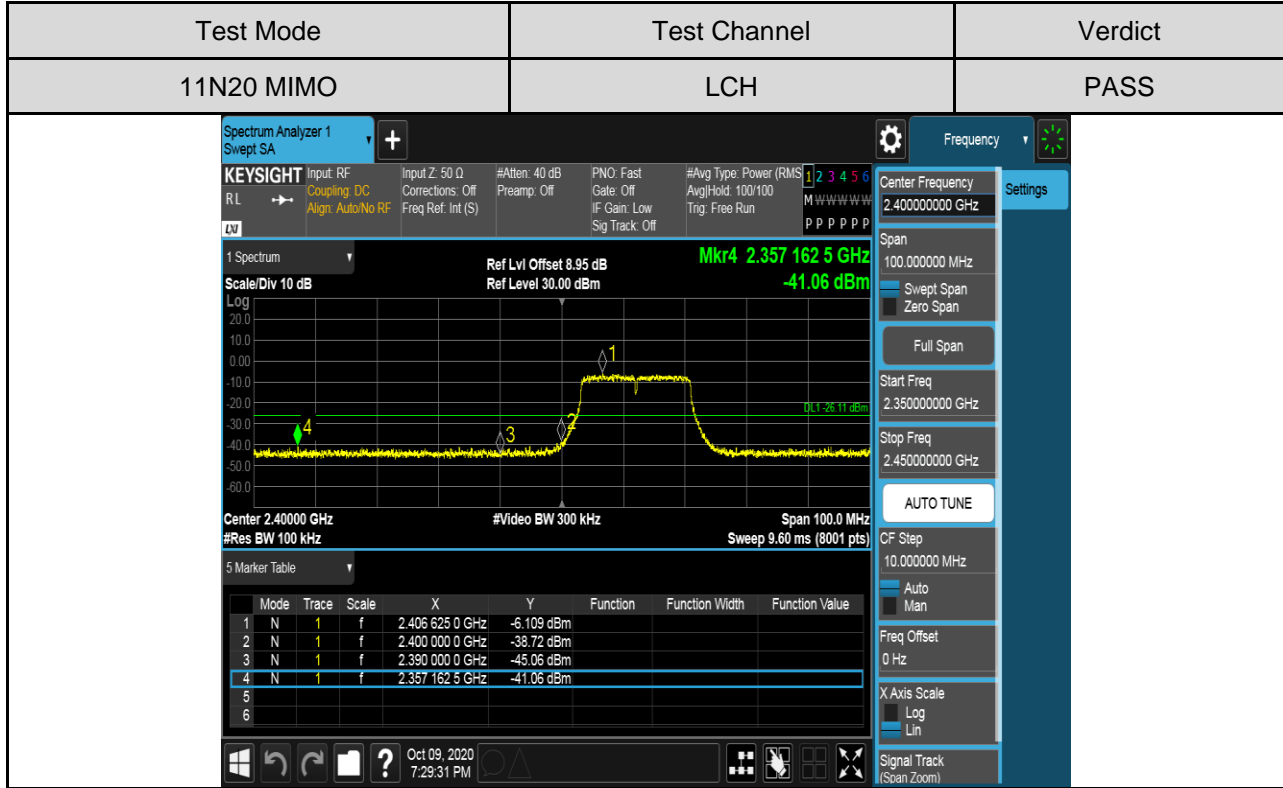 Test Mode Test Channel Verdict
11N20 MIMO LCH PASS
Spectrum Analyzer 1
Swept SA
+
Frequency
KEYSIGHT Input: RF Input Z: 50 Ω #Atten: 40 dB PNO: Fast #Avg Type: Power (RMS 1 2 3 4 5 6
RL Coupling: DC Corrections: Off Preamp: Off Gate: Off Avg|Hold: 100/100 M W W W W W
Align: Auto/No RF Freq Ref: Int (S) IF Gain: Low Trig: Free Run
LXI Sig Track: Off P P P P P P
1 Spectrum
Ref Lvl Offset 8.95 dB Mkr4 2.357 162 5 GHz
Scale/Div 10 dB Ref Level 30.00 dBm -41.06 dBm
Log
20.0
10.0
0.00
-10.0
-20.0
-30.0
-40.0
-50.0
-60.0
1
2
3
4
DL1 -26.11 dBm
Center 2.40000 GHz #Video BW 300 kHz Span 100.0 MHz
#Res BW 100 kHz Sweep 9.60 ms (8001 pts)
5 Marker Table
Mode Trace Scale X Y Function Function Width Function Value
1 N 1 f 2.406 625 0 GHz -6.109 dBm
2 N 1 f 2.400 000 0 GHz -38.72 dBm
3 N 1 f 2.390 000 0 GHz -45.06 dBm
4 N 1 f 2.357 162 5 GHz -41.06 dBm
5
6
? Oct 09, 2020
7:29:31 PM
Center Frequency
2.400000000 GHz
Settings
Span
100.000000 MHz
Swept Span
Zero Span
Full Span
Start Freq
2.350000000 GHz
Stop Freq
2.450000000 GHz
AUTO TUNE
CF Step
10.000000 MHz
Auto
Man
Freq Offset
0 Hz
X Axis Scale
Log
Lin
Signal Track
(Span Zoom)